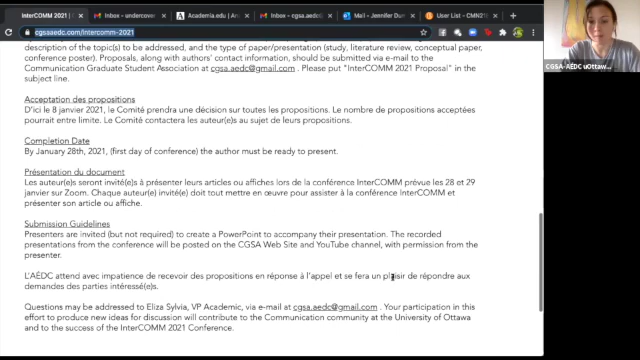 InterCOMM 2021
Inbox - undercover
Academia.edu | An
Inbox - cgsaaedc@
Mail - Jennifer Dun
User List - CMN21
cgsaaedc.com/intercomm-2021
description of the topic(s) to be addressed, and the type of paper/presentation (study, literature review, conceptual paper,
conference poster). Proposals, along with authors' contact information, should be submitted via e-mail to the
Communication Graduate Student Association at cgsa.aedc@gmail.com . Please put "InterCOMM 2021 Proposal" in the
subject line.
Acceptation des propositions
D'ici le 8 janvier 2021, le Comité prendra une décision sur toutes les propositions. Le nombre de propositions acceptées
pourrait entre limite. Le Comité contactera les auteur(e)s au sujet de leurs propositions.
Completion Date
By January 28th, 2021, (first day of conference) the author must be ready to present.
Présentation du document
Les auteur(e)s seront invité(e)s à présenter leurs articles ou affiches lors de la conférence InterCOMM prévue les 28 et 29
janvier sur Zoom. Chaque auteur(e) invité(e) doit tout mettre en œuvre pour assister à la conférence InterCOMM et
présenter son article ou affiche.
Submission Guidelines
Presenters are invited (but not required) to create a PowerPoint to accompany their presentation. The recorded
presentations from the conference will be posted on the CGSA Web Site and YouTube channel, with permission from the
presenter.
L'AÉDC attend avec impatience de recevoir des propositions en réponse à l'appel et se fera un plaisir de répondre aux
demandes des parties intéressé(e)s.
Questions may be addressed to Eliza Sylvia, VP Academic, via e-mail at cgsa.aedc@gmail.com . Your participation in this
effort to produce new ideas for discussion will contribute to the Communication community at the University of Ottawa
and to the success of the InterCOMM 2021 Conference.
CGSA-AÉDC uOttawa